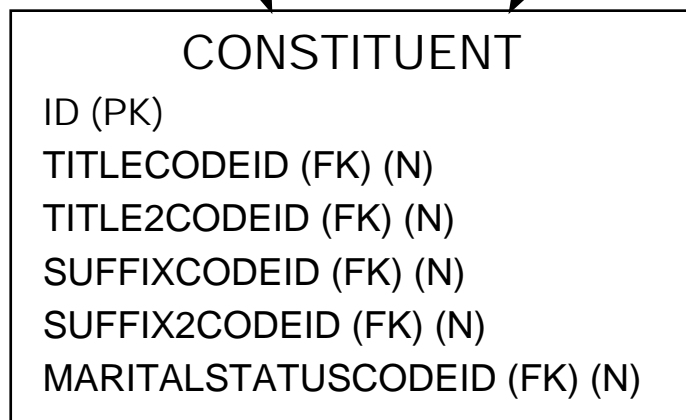 CONSTITUENT
ID (PK)
TITLECODEID (FK) (N)
TITLE2CODEID (FK) (N)
SUFFIXCODEID (FK) (N)
SUFFIX2CODEID (FK) (N)
MARITALSTATUSCODEID (FK) (N)